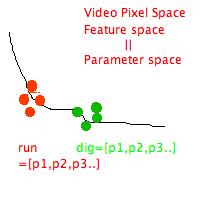 Video Pixel Space
Feature space
||
Parameter space
run
=[p1,p2,p3..]
dig=[p1,p2,p3..]